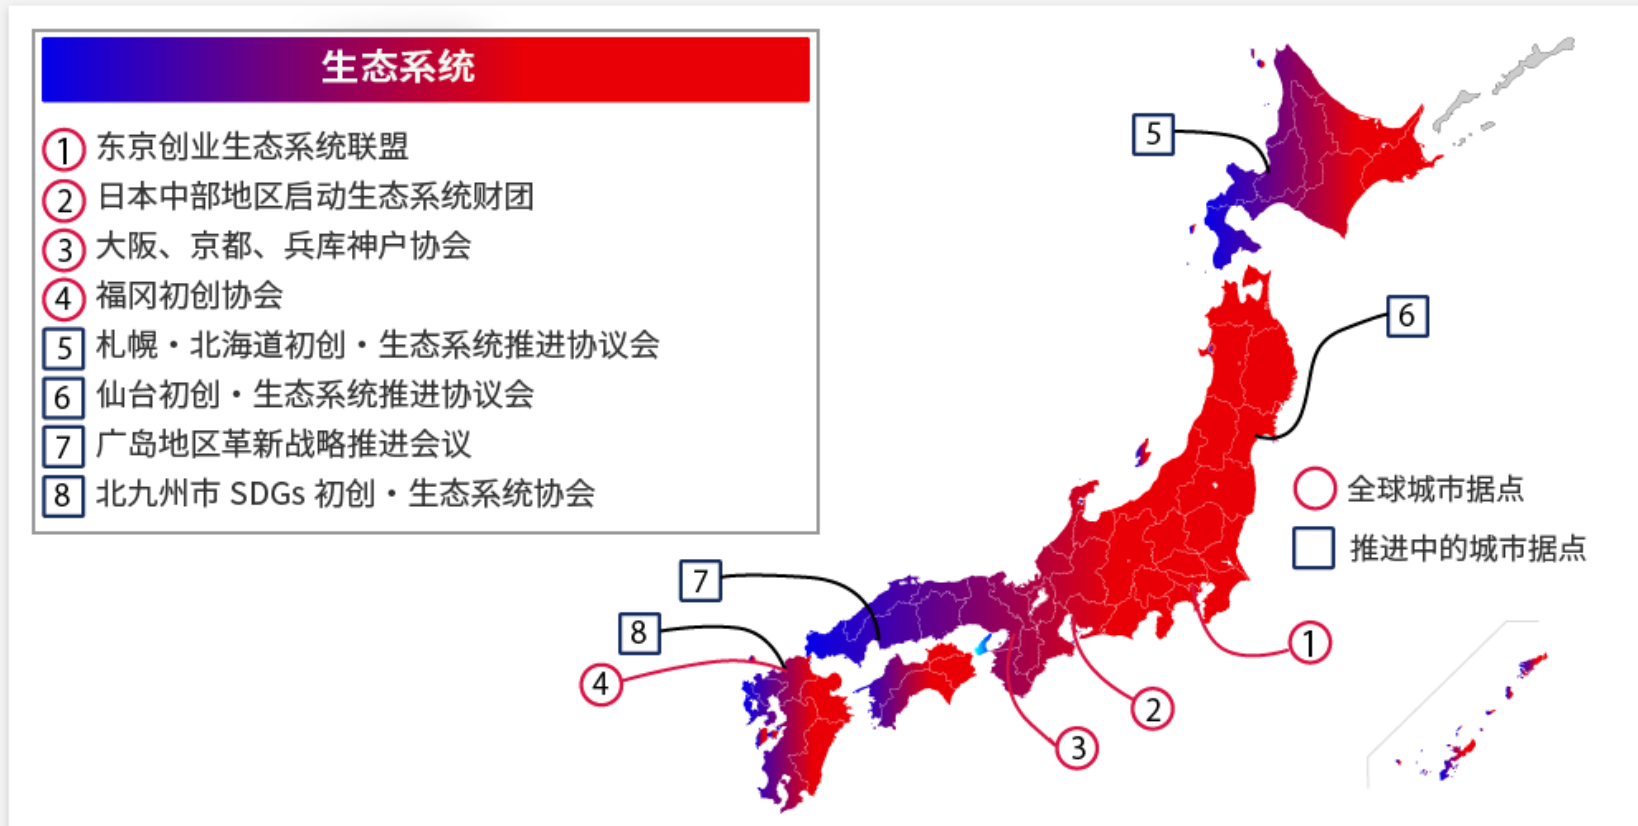 生态系统
1 东京创业生态系统联盟
2 日本中部地区启动生态系统财团
3 大阪、京都、兵库神户协会
4 福冈初创协会
5 札幌・北海道初创・生态系统推进协议会
6 仙台初创・生态系统推进协议会
7 广岛地区革新战略推进会议
8 北九州市 SDGs 初创・生态系统协会
5
6
全球城市据点
推进中的城市据点
7
8
4
1
2
3